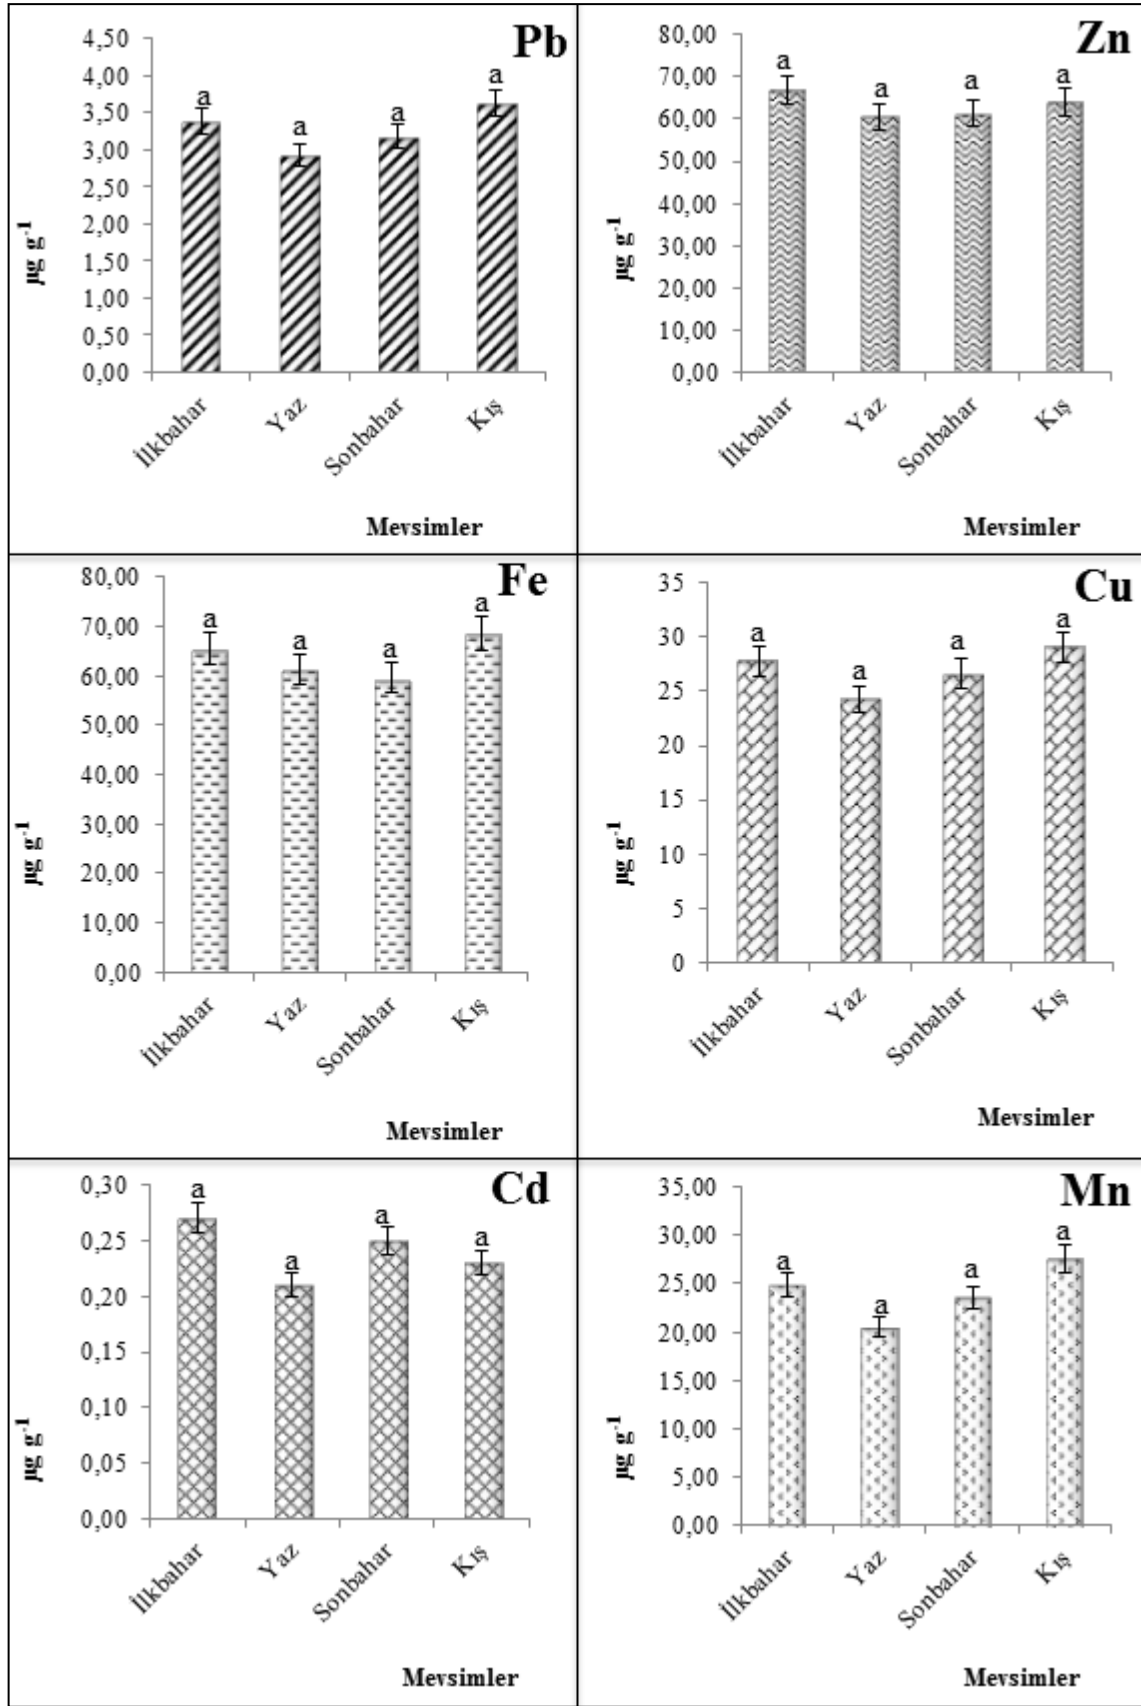 Pb
4,50
4,00
3,50
3,00
2,50
2,00
1,50
1,00
0,50
0,00
µg g-1
a
a
a
a
İlkbahar
Yaz
Sonbahar
Kış
Mevsimler
Zn
80,00
70,00
60,00
50,00
40,00
30,00
20,00
10,00
0,00
µg g-1
a
a
a
a
İlkbahar
Yaz
Sonbahar
Kış
Mevsimler
Fe
80,00
70,00
60,00
50,00
40,00
30,00
20,00
10,00
0,00
µg g-1
a
a
a
a
İlkbahar
Yaz
Sonbahar
Kış
Mevsimler
Cu
35
30
25
20
15
10
5
0
µg g-1
a
a
a
a
İlkbahar
Yaz
Sonbahar
Kış
Mevsimler
Cd
0,30
0,25
0,20
0,15
0,10
0,05
0,00
µg g-1
a
a
a
a
İlkbahar
Yaz
Sonbahar
Kış
Mevsimler
Mn
35,00
30,00
25,00
20,00
15,00
10,00
5,00
0,00
µg g-1
a
a
a
a
İlkbahar
Yaz
Sonbahar
Kış
Mevsimler